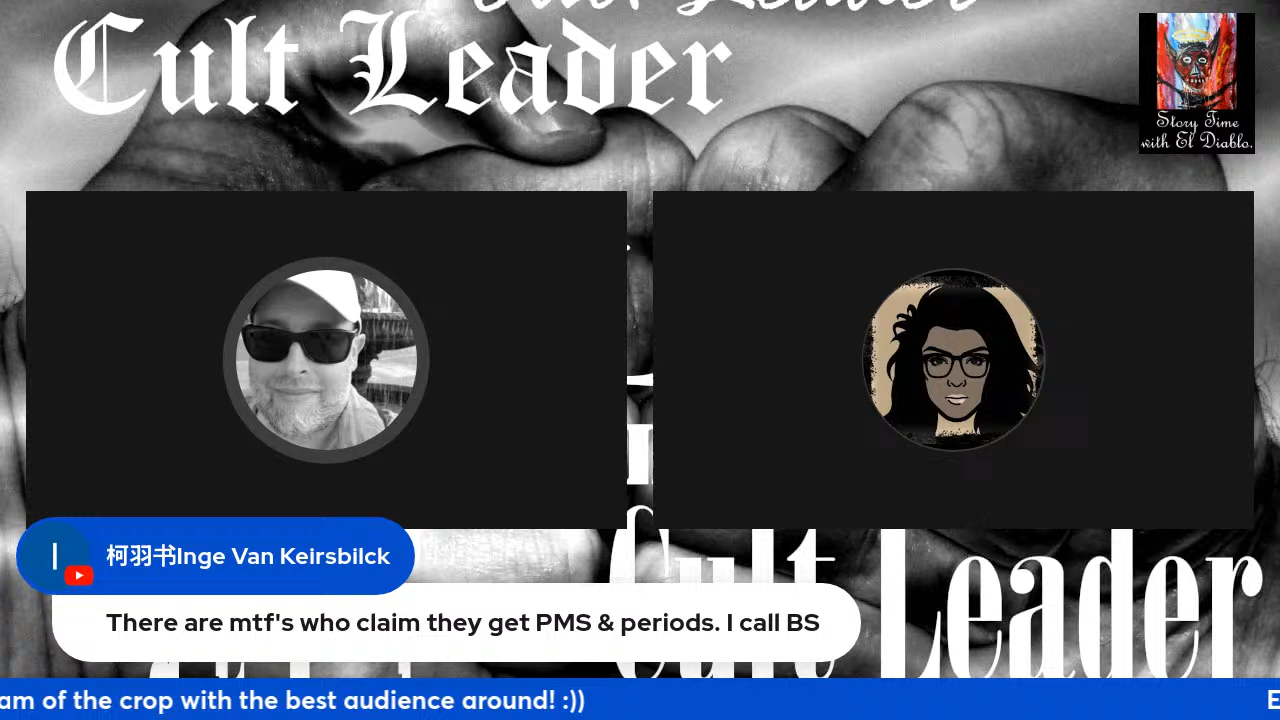 Cult Leader
Cult Leader
Story Time
with El Diablo.
柯羽书Inge Van Keirsbilck
There are mtf's who claim they get PMS & periods. I call BS
Cult Leader
am of the crop with the best audience around! :))
E